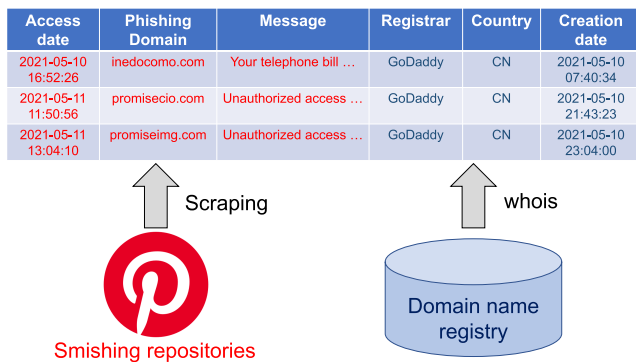 Access date Phishing Domain Message Registrar Country Creation date
2021-05-10 16:52:26 inedocomo.com Your telephone bill … GoDaddy CN 2021-05-10 07:40:34
2021-05-11 11:50:56 promisecio.com Unauthorized access … GoDaddy CN 2021-05-10 21:43:23
2021-05-11 13:04:10 promiseimg.com Unauthorized access … GoDaddy CN 2021-05-10 23:04:00
Scraping
whois
Domain name
registry
Smishing repositories